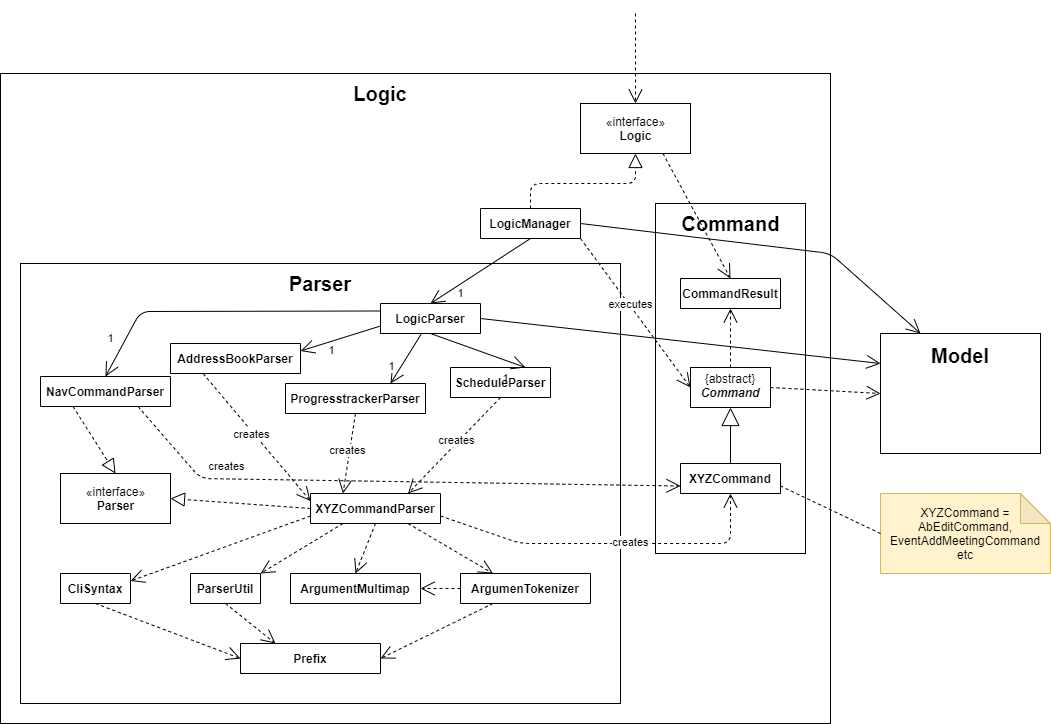 Logic
«interface»
Logic
LogicManager
Command
CommandResult
executes
Parser
1
LogicParser
1
1
1
1
AddressBookParser
NavCommandParser
ProgresstrackerParser
ScheduleParser
{abstract}
Command
Model
creates
creates
creates
creates
«interface»
Parser
XYZCommandParser
XYZCommand
creates
XYZCommand =
AbEditCommand,
EventAddMeetingCommand
etc
CliSyntax
ParserUtil
ArgumentMultimap
ArgumenTokenizer
Prefix